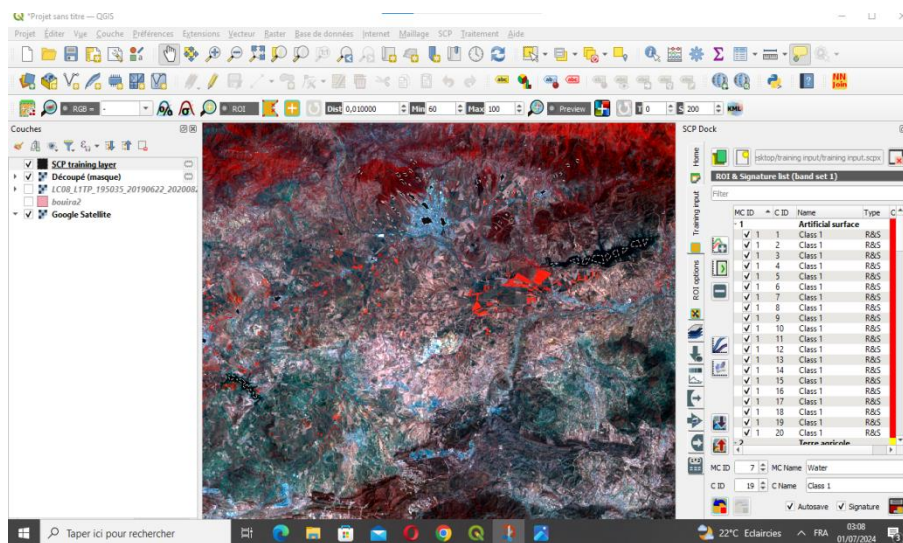 *Projet sans titre — QGIS
Projet Éditer Vue Couche Préférences Extensions Vecteur Raster Base de données Internet Maillage SCP Traitement Aide
RGB = - ROI Dist 0,010000 Min 60 Max 100 Preview T 0 S 200 KML
NN
Join
Couches
SCP training layer
Découpé (masque)
LC08_L1TP_195035_20190622_202008
bouira2
Google Satellite
SCP Dock
Home
Training input
ROI options
sktop/training input/training input.scpx
ROI & Signature list (band set 1)
Filter
MC ID C ID Name Type C
1 Artificial surface
1 1 Class 1 R&S
1 2 Class 1 R&S
1 3 Class 1 R&S
1 4 Class 1 R&S
1 5 Class 1 R&S
1 6 Class 1 R&S
1 7 Class 1 R&S
1 8 Class 1 R&S
1 9 Class 1 R&S
1 10 Class 1 R&S
1 11 Class 1 R&S
1 12 Class 1 R&S
1 13 Class 1 R&S
1 14 Class 1 R&S
1 15 Class 1 R&S
1 16 Class 1 R&S
1 17 Class 1 R&S
1 18 Class 1 R&S
1 19 Class 1 R&S
1 20 Class 1 R&S
2 Terre agricole
MC ID 7 MC Name Water
C ID 19 C Name Class 1
Autosave Signature
Taper ici pour rechercher
22°C Eclaircies FRA 03:08
01/07/2024